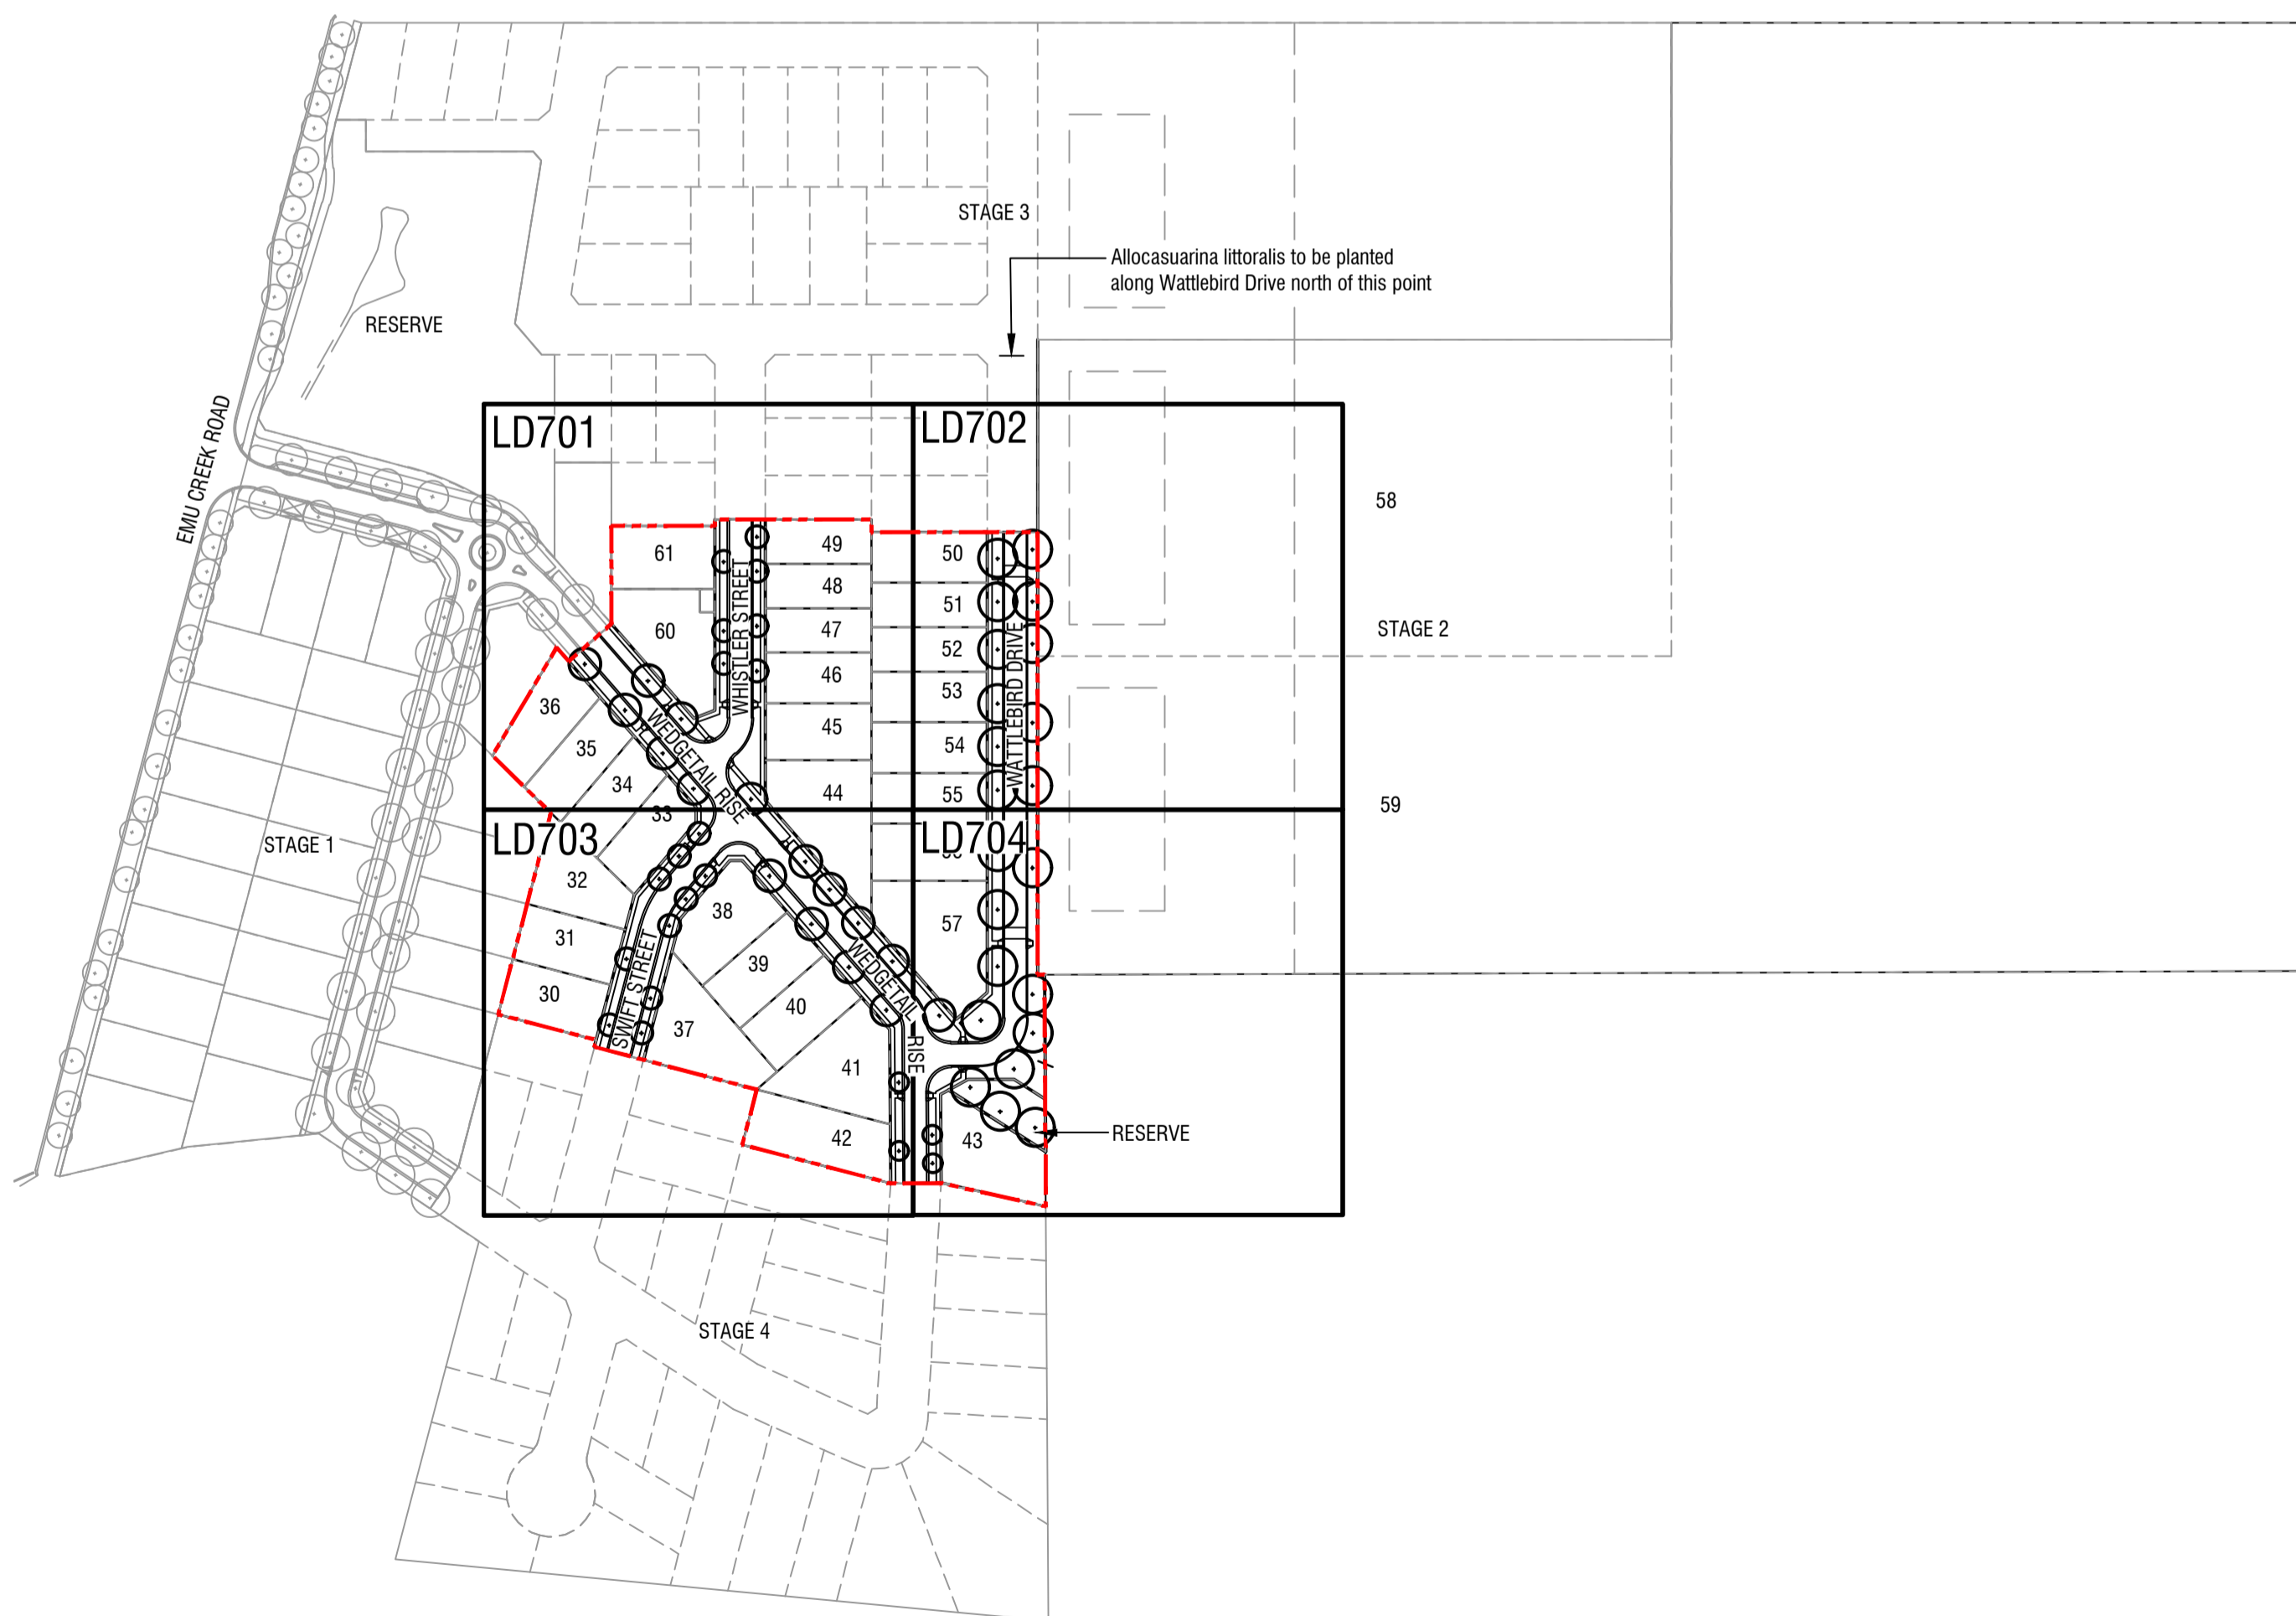 STAGE 3
Allocasuarina littoralis to be planted
along Wattlebird Drive north of this point
RESERVE
EMU CREEK ROAD
LD701
LD702
58
61
49
50
WHISTLER STREET
48
51
60
47
52
WATTLEBIRD DRIVE
STAGE 2
46
53
36
45
54
35
WEDGETAIL RISE
34
44
55
59
33
LD703
LD704
STAGE 1
32
38
57
31
39
SWIFT STREET
30
40
WEDGETAIL
37
RISE
41
42
43
RESERVE
STAGE 4